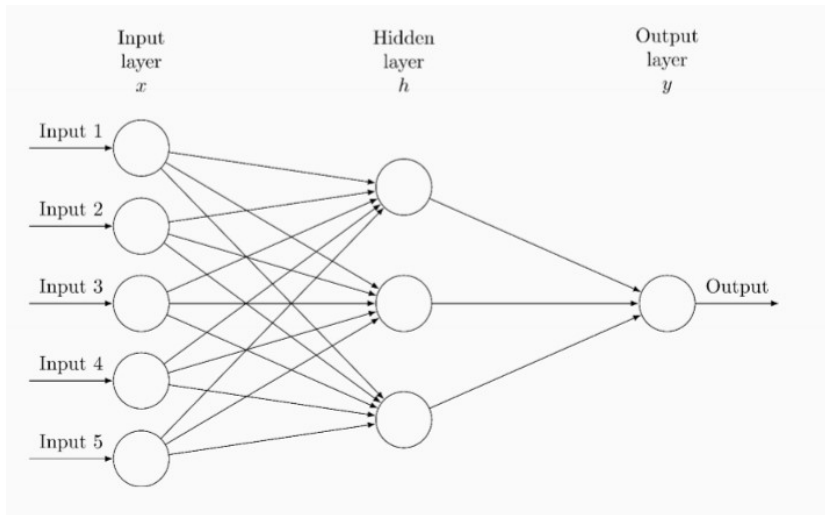 Input
layer
x
Hidden
layer
h
Output
layer
y
Input 1
Input 2
Input 3
Input 4
Input 5
Output